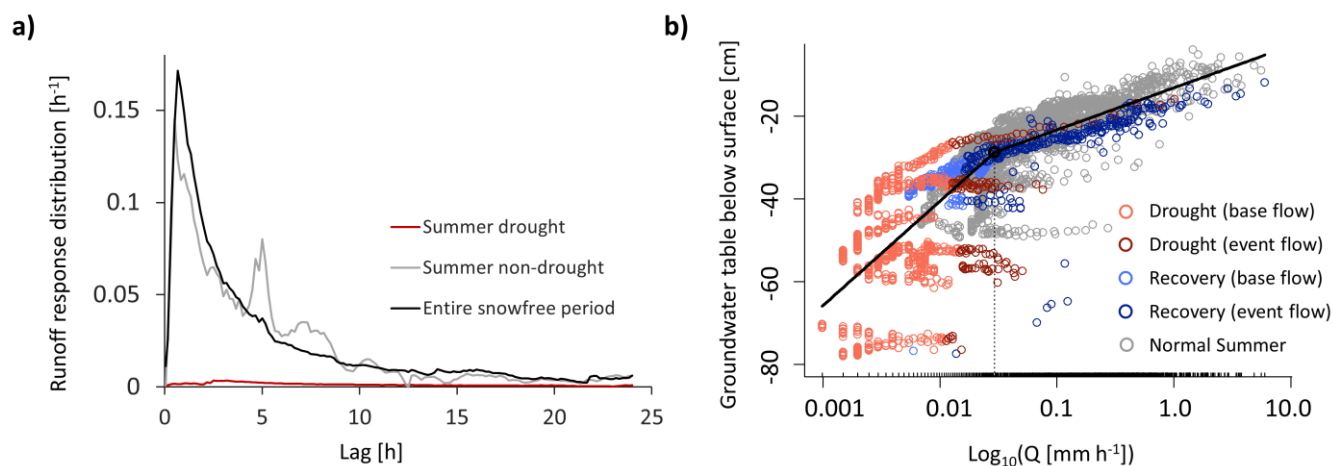 a)
Runoff response distribution [h⁻¹]
0.15
0.1
0.05
0
0
5
10
15
20
25
Lag [h]
Summer drought
Summer non-drought
Entire snowfree period
b)
Groundwater table below surface [cm]
-20
-40
-60
-80
0.001
0.01
0.1
1.0
10.0
Log₁₀(Q [mm h⁻¹])
Drought (base flow)
Drought (event flow)
Recovery (base flow)
Recovery (event flow)
Normal Summer